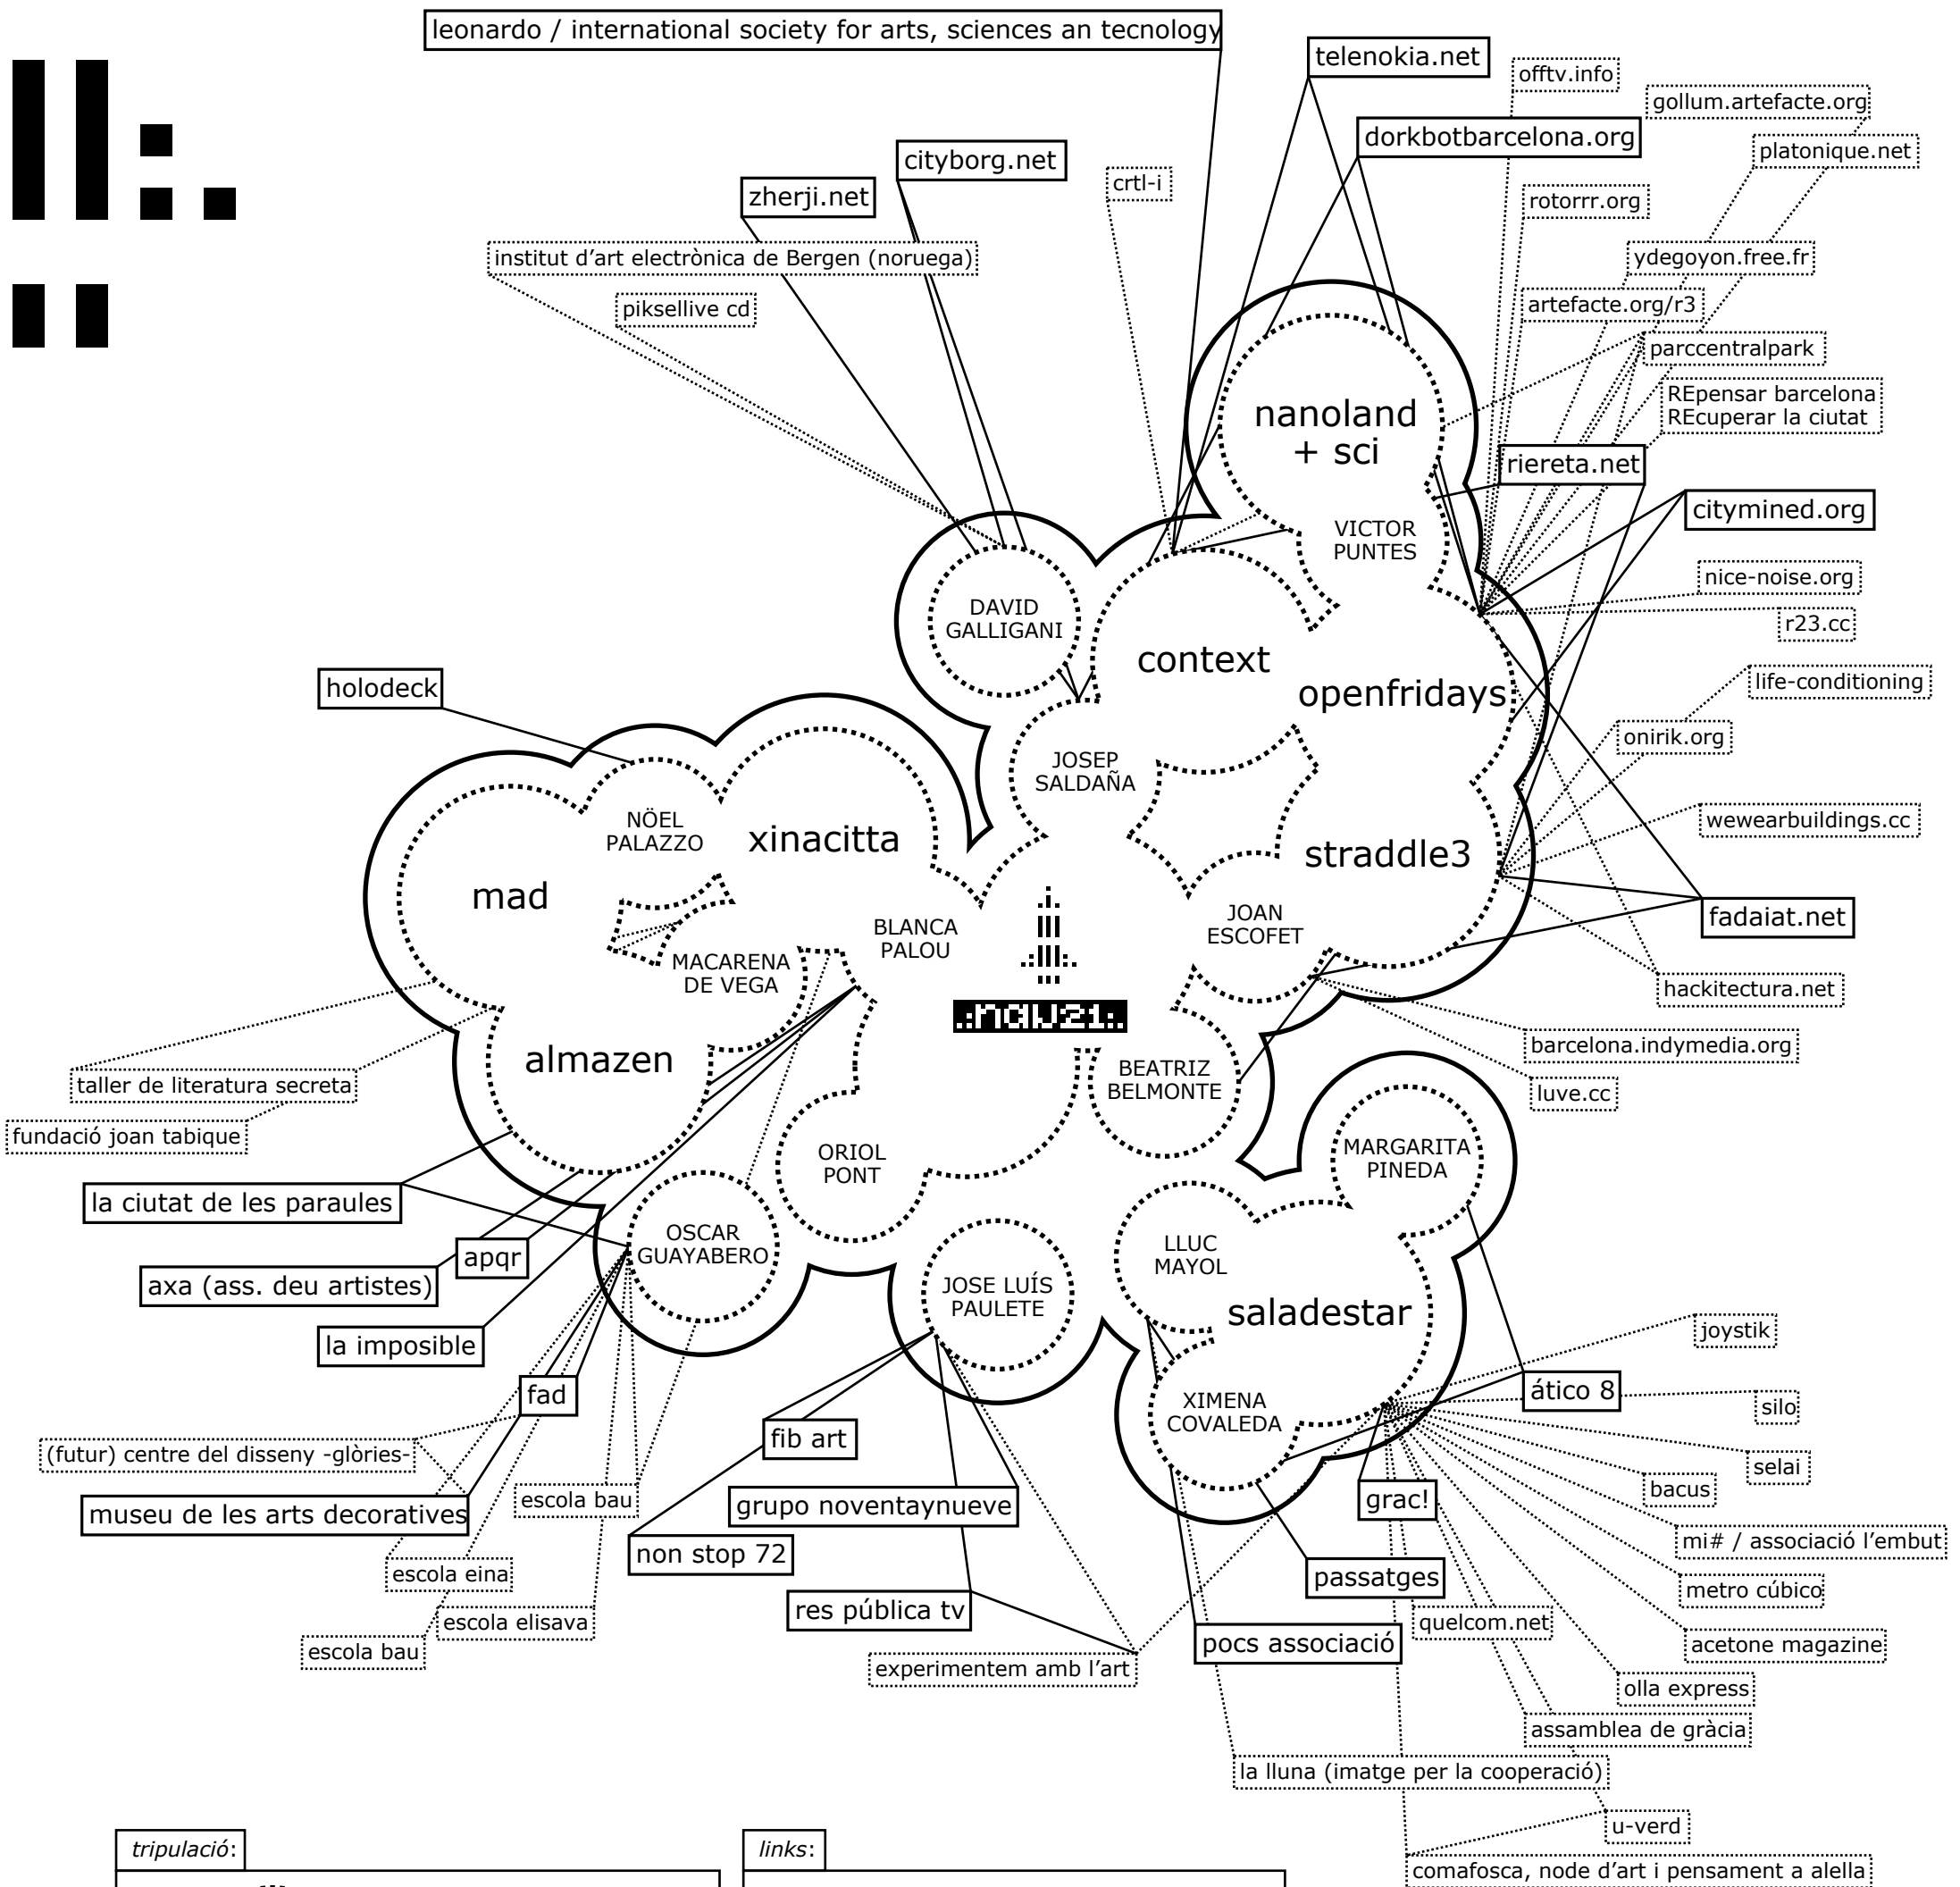 leonardo / international society for arts, sciences an tecnology
telenokia.net
offtv.info
gollum.artefacte.org
dorkbotbarcelona.org
platonique.net
cityborg.net
crtl-i
zherji.net
rotorrr.org
institut d'art electrònica de Bergen (noruega)
ydegoyon.free.fr
piksellive cd
artefacte.org/r3
parccentralpark
REpensar barcelona
REcuperar la ciutat
nanoland
+ sci
riereta.net
citymined.org
VICTOR
PUNTES
nice-noise.org
DAVID
GALLIGANI
r23.cc
context
openfridays
life-conditioning
holodeck
onirik.org
JOSEP
SALDAÑA
NÖEL
PALAZZO
xinacitta
wewearbuildings.cc
straddle3
mad
BLANCA
PALOU
JOAN
ESCOFET
fadaiat.net
MACARENA
DE VEGA
hackitectura.net
almazen
barcelona.indymedia.org
taller de literatura secreta
BEATRIZ
BELMONTE
luve.cc
fundació joan tabique
ORIOL
PONT
MARGARITA
PINEDA
la ciutat de les paraules
OSCAR
GUAYABERO
apqr
LLUC
MAYOL
axa (ass. deu artistes)
JOSE LUÍS
PAULETE
saladestar
la imposible
joystik
fad
ático 8
silo
XIMENA
COVALEDA
(futur) centre del disseny -glòries-
fib art
selai
museu de les arts decoratives
escola bau
grupo noventaynueve
grac!
bacus
non stop 72
mi# / associació l'embut
escola eina
passatges
metro cúbico
res pública tv
escola elisava
quelcom.net
escola bau
pocs associació
acetone magazine
experimentem amb l'art
olla express
assamblea de gràcia
la lluna (imatge per la cooperació)
u-verd
tripulació:
links:
comafosca, node d'art i pensament a alella